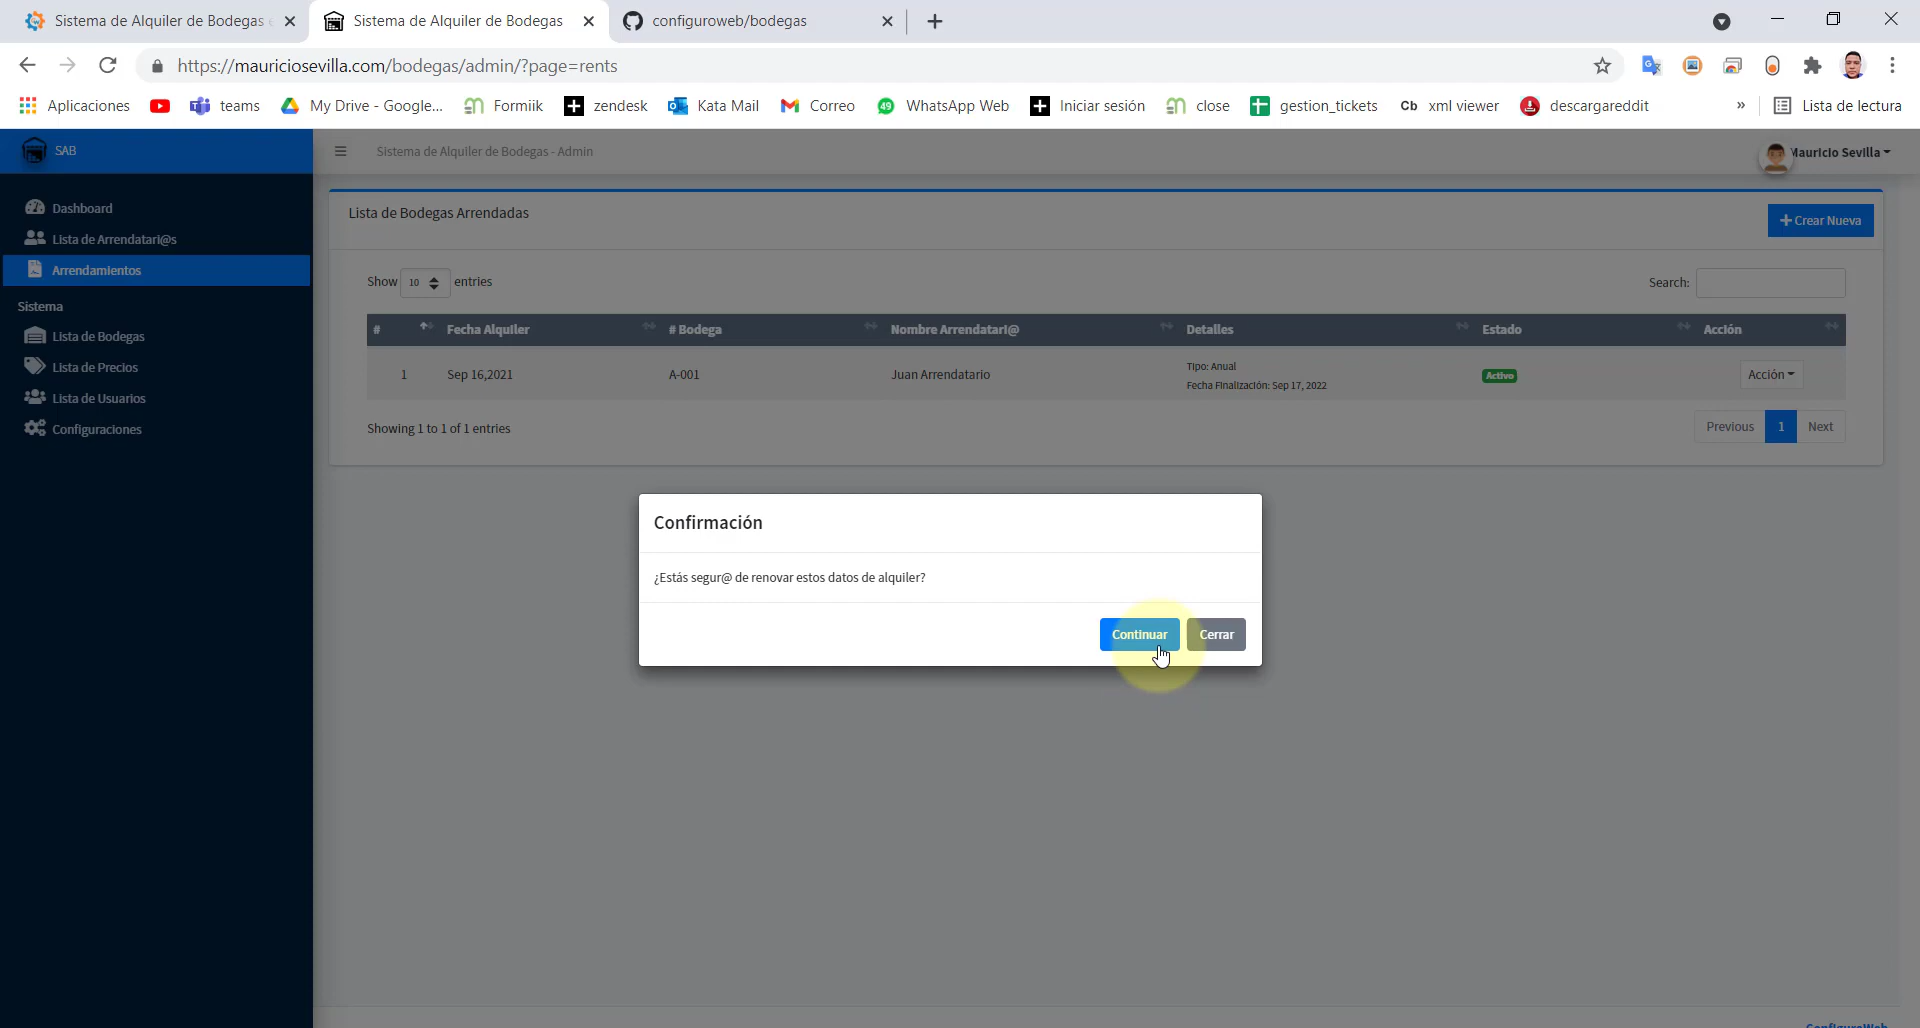 Sistema de Alquiler de Bodegas
Sistema de Alquiler de Bodegas
configuroweb/bodegas
https://mauriciosevilla.com/bodegas/admin/?page=rents
Aplicaciones
teams
My Drive - Google...
Formiik
zendesk
Kata Mail
Correo
49
WhatsApp Web
Iniciar sesión
close
gestion_tickets
Cb
xml viewer
descargareddit
»
Lista de lectura
SAB
Sistema de Alquiler de Bodegas - Admin
Mauricio Sevilla
Dashboard
Lista de Arrendatari@s
Arrendamientos
Sistema
Lista de Bodegas
Lista de Precios
Lista de Usuarios
Configuraciones
Lista de Bodegas Arrendadas
+ Crear Nueva
Show 10 entries
Search:
# Fecha Alquiler # Bodega Nombre Arrendatari@ Detalles Estado Acción
1 Sep 16,2021 A-001 Juan Arrendatario Tipo: Anual Activo Acción
Fecha Finalización: Sep 17, 2022
Showing 1 to 1 of 1 entries
Previous 1 Next
Confirmación
¿Estás segur@ de renovar estos datos de alquiler?
Continuar
Cerrar
ConfiguroWeb